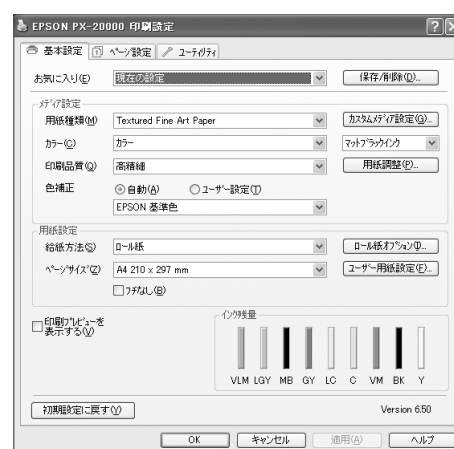 EPSON PX-20000 印刷設定
基本設定 ページ設定 ユーティリティ
お気に入り(E) 現在の設定 保存/削除(D)...
メディア設定
用紙種類(M) Textured Fine Art Paper カスタムメディア設定(G)...
カラー(C) カラー マットブラックインク
印刷品質(Q) 高精細 用紙調整(P)...
色補正 自動(A) ユーザー設定(T)
EPSON 基準色
用紙設定
給紙方法(S) ロール紙 ロール紙オプション(I)...
ページサイズ(Z) A4 210 x 297 mm ユーザー用紙設定(F)...
フチなし(B)
印刷プレビューを
表示する(V)
インク残量
VLM LGY MB GY LC C VM BK Y
初期設定に戻す(Y) Version 6.50
OK キャンセル 適用(A) ヘルプ